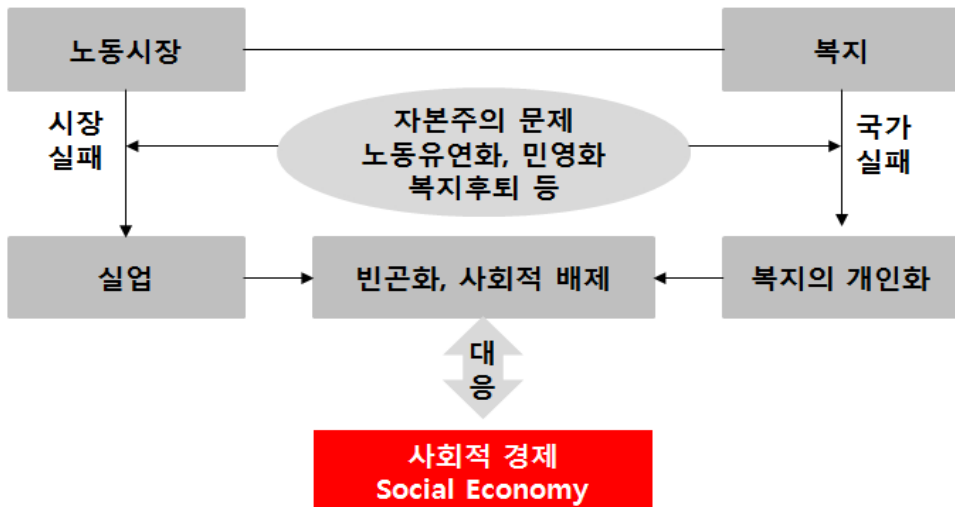 노동시장
복지
시장
실패
자본주의 문제
노동유연화, 민영화
복지후퇴 등
국가
실패
실업
빈곤화, 사회적 배제
복지의 개인화
대
응
사회적 경제
Social Economy